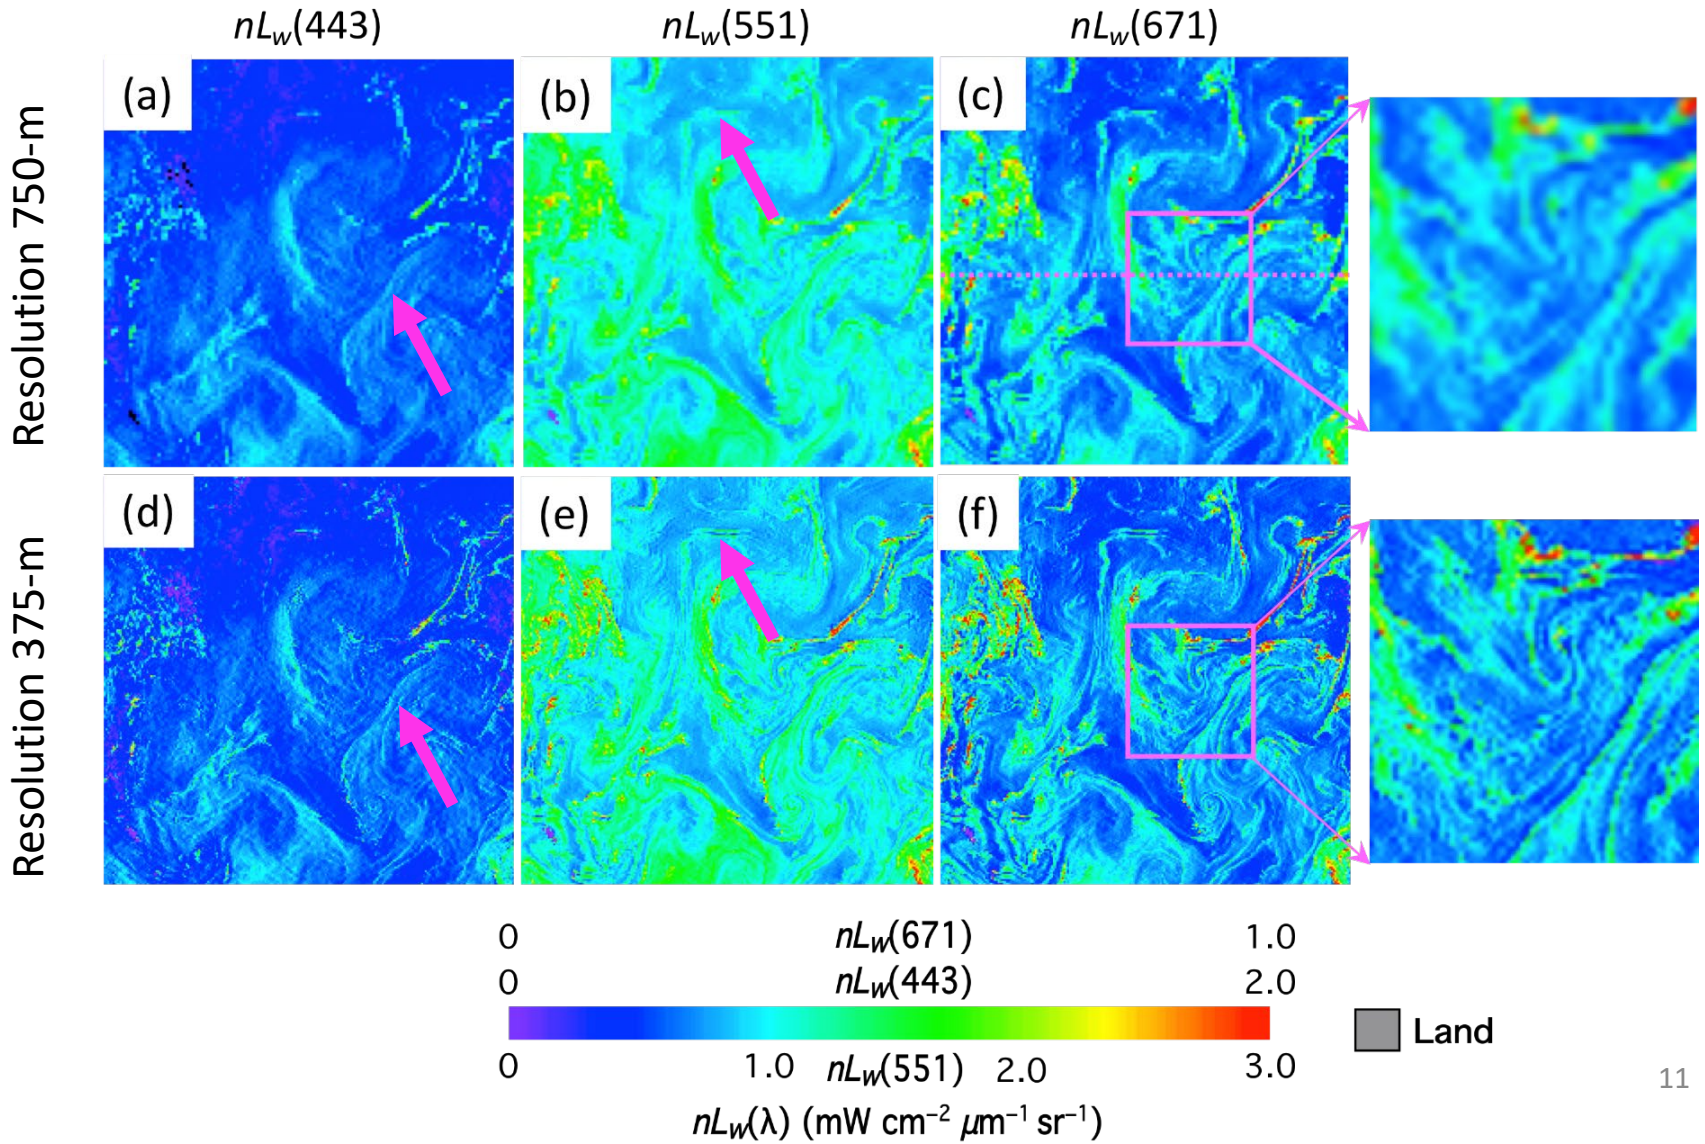 nLw(443) nLw(551) nLw(671)
Resolution 750-m
(a) (b) (c)
Resolution 375-m
(d) (e) (f)
0 nLw(671) 1.0
0 nLw(443) 2.0
Land
0 1.0 nLw(551) 2.0 3.0
nLw(λ) (mW cm⁻² μm⁻¹ sr⁻¹)
11